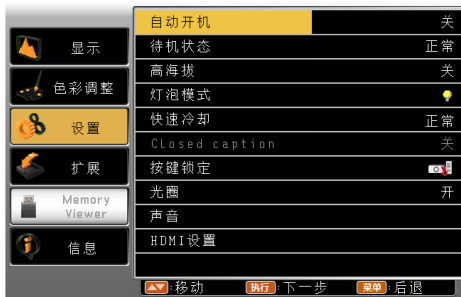 显示
色彩调整
设置
扩展
Memory
Viewer
信息
自动开机 关
待机状态 正常
高海拔 关
灯泡模式
快速冷却 正常
Closed caption 关
按键锁定
光圈 开
声音
HDMI设置
移动 执行:下一步 菜单:后退